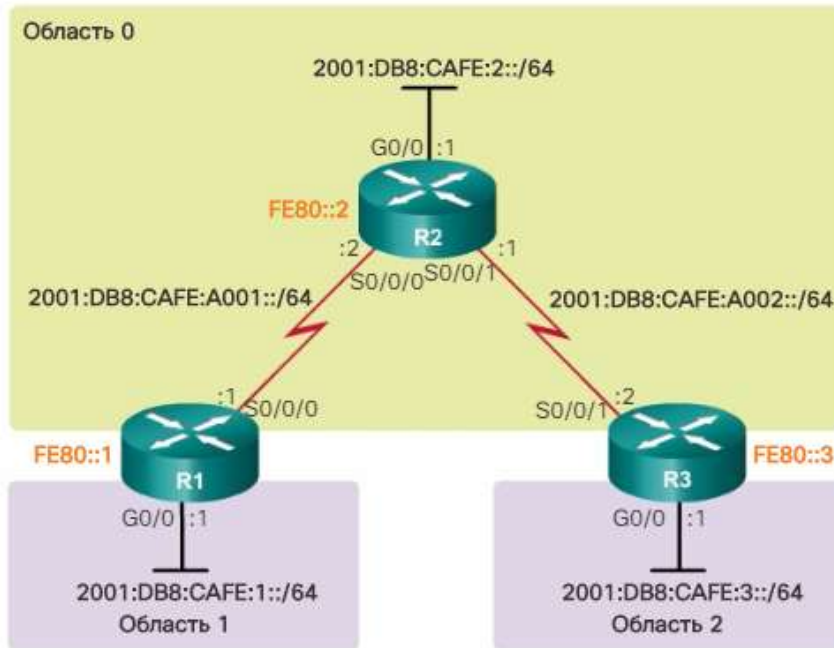 Область 0
2001:DB8:CAFE:2::/64
G0/0 :1
FE80::2
R2
:2 :1
S0/0/0 S0/0/1
2001:DB8:CAFE:A001::/64 2001:DB8:CAFE:A002::/64
:1 S0/0/0 S0/0/1 :2
FE80::1 FE80::3
R1 R3
G0/0 :1 G0/0 :1
2001:DB8:CAFE:1::/64 2001:DB8:CAFE:3::/64
Область 1 Область 2